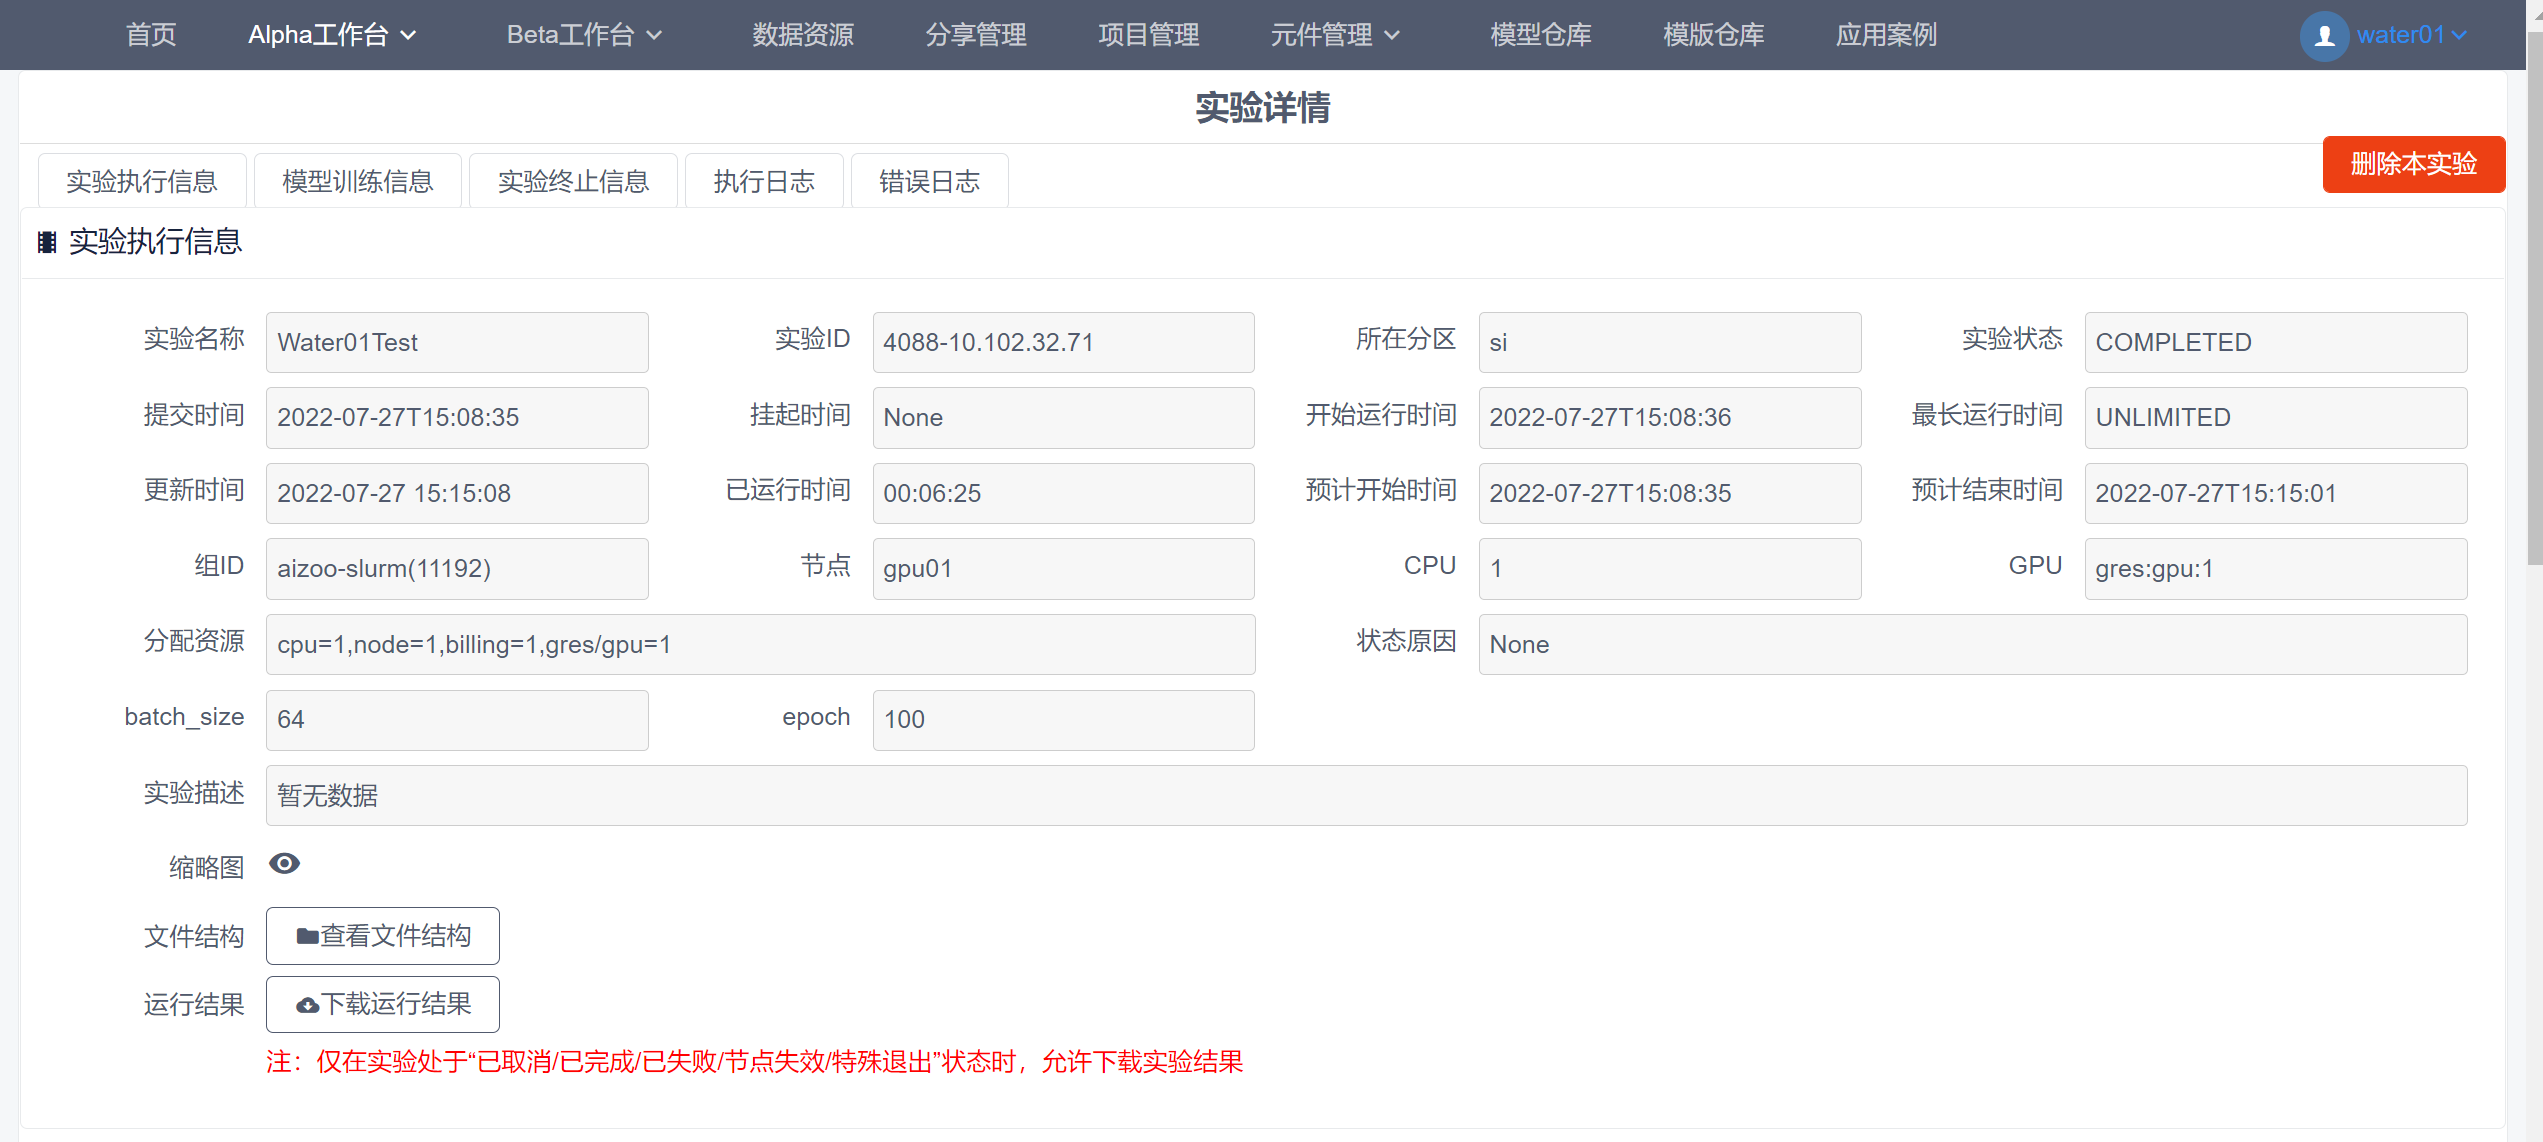 首页 Alpha工作台 Beta工作台 数据资源 分享管理 项目管理 元件管理 模型仓库 模版仓库 应用案例 water01
实验详情
删除本实验
实验执行信息 模型训练信息 实验终止信息 执行日志 错误日志
实验执行信息
实验名称 Water01Test 实验ID 4088-10.102.32.71 所在分区 si 实验状态 COMPLETED
提交时间 2022-07-27T15:08:35 挂起时间 None 开始运行时间 2022-07-27T15:08:36 最长运行时间 UNLIMITED
更新时间 2022-07-27 15:15:08 已运行时间 00:06:25 预计开始时间 2022-07-27T15:08:35 预计结束时间 2022-07-27T15:15:01
组ID aizoo-slurm(11192) 节点 gpu01 CPU 1 GPU gres:gpu:1
分配资源 cpu=1,node=1,billing=1,gres/gpu=1 状态原因 None
batch_size 64 epoch 100
实验描述 暂无数据
缩略图
文件结构 查看文件结构
运行结果 下载运行结果
注：仅在实验处于“已取消/已完成/已失败/节点失效/特殊退出”状态时，允许下载实验结果